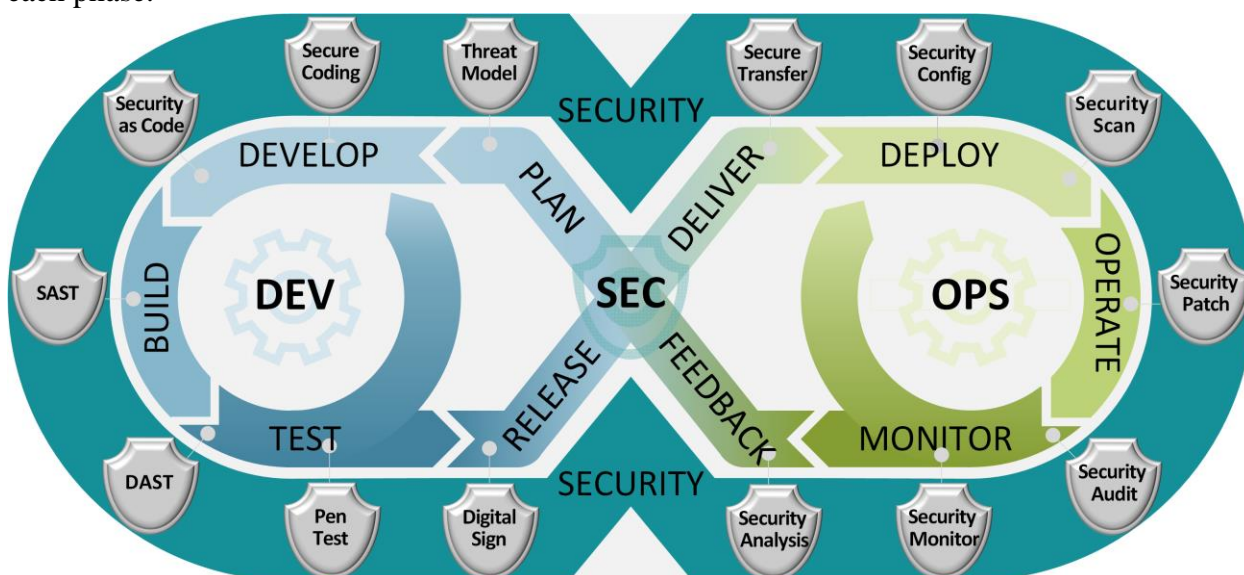 each phase.
Secure
Coding
Threat
Model
Secure
Transfer
Security
Config
Security
as Code
SECURITY
Security
Scan
DEVELOP
PLAN
DELIVER
DEPLOY
SAST
BUILD
DEV
SEC
OPS
OPERATE
Security
Patch
TEST
RELEASE
FEEDBACK
MONITOR
DAST
SECURITY
Security
Audit
Pen
Test
Digital
Sign
Security
Analysis
Security
Monitor